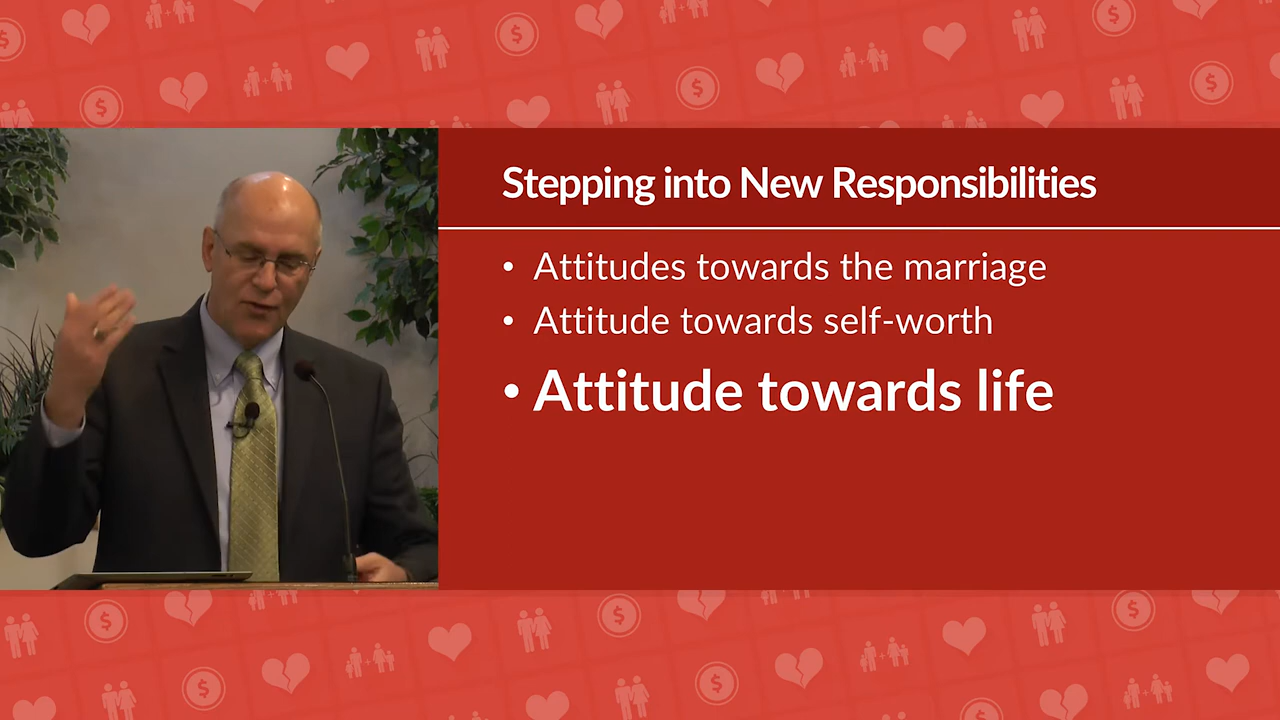 Stepping into New Responsibilities
• Attitudes towards the marriage
• Attitude towards self-worth
• Attitude towards life